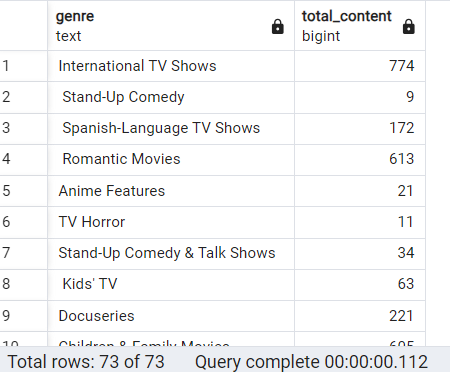 genre total_content
text bigint
1 International TV Shows 774
2 Stand-Up Comedy 9
3 Spanish-Language TV Shows 172
4 Romantic Movies 613
5 Anime Features 21
6 TV Horror 11
7 Stand-Up Comedy & Talk Shows 34
8 Kids' TV 63
9 Docuseries 221
10 Children & Family Movies 605
Total rows: 73 of 73 Query complete 00:00:00.112